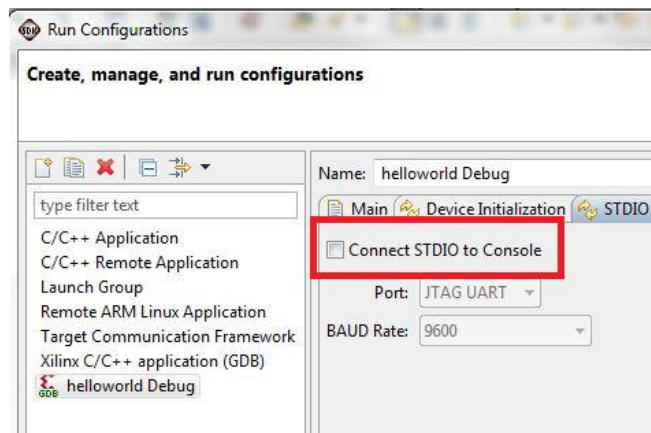 SDK Run Configurations
Create, manage, and run configurations
type filter text
C/C++ Application
C/C++ Remote Application
Launch Group
Remote ARM Linux Application
Target Communication Framework
Xilinx C/C++ application (GDB)
GDB helloworld Debug
Name: helloworld Debug
Main Device Initialization STDIO
Connect STDIO to Console
Port: JTAG UART
BAUD Rate: 9600